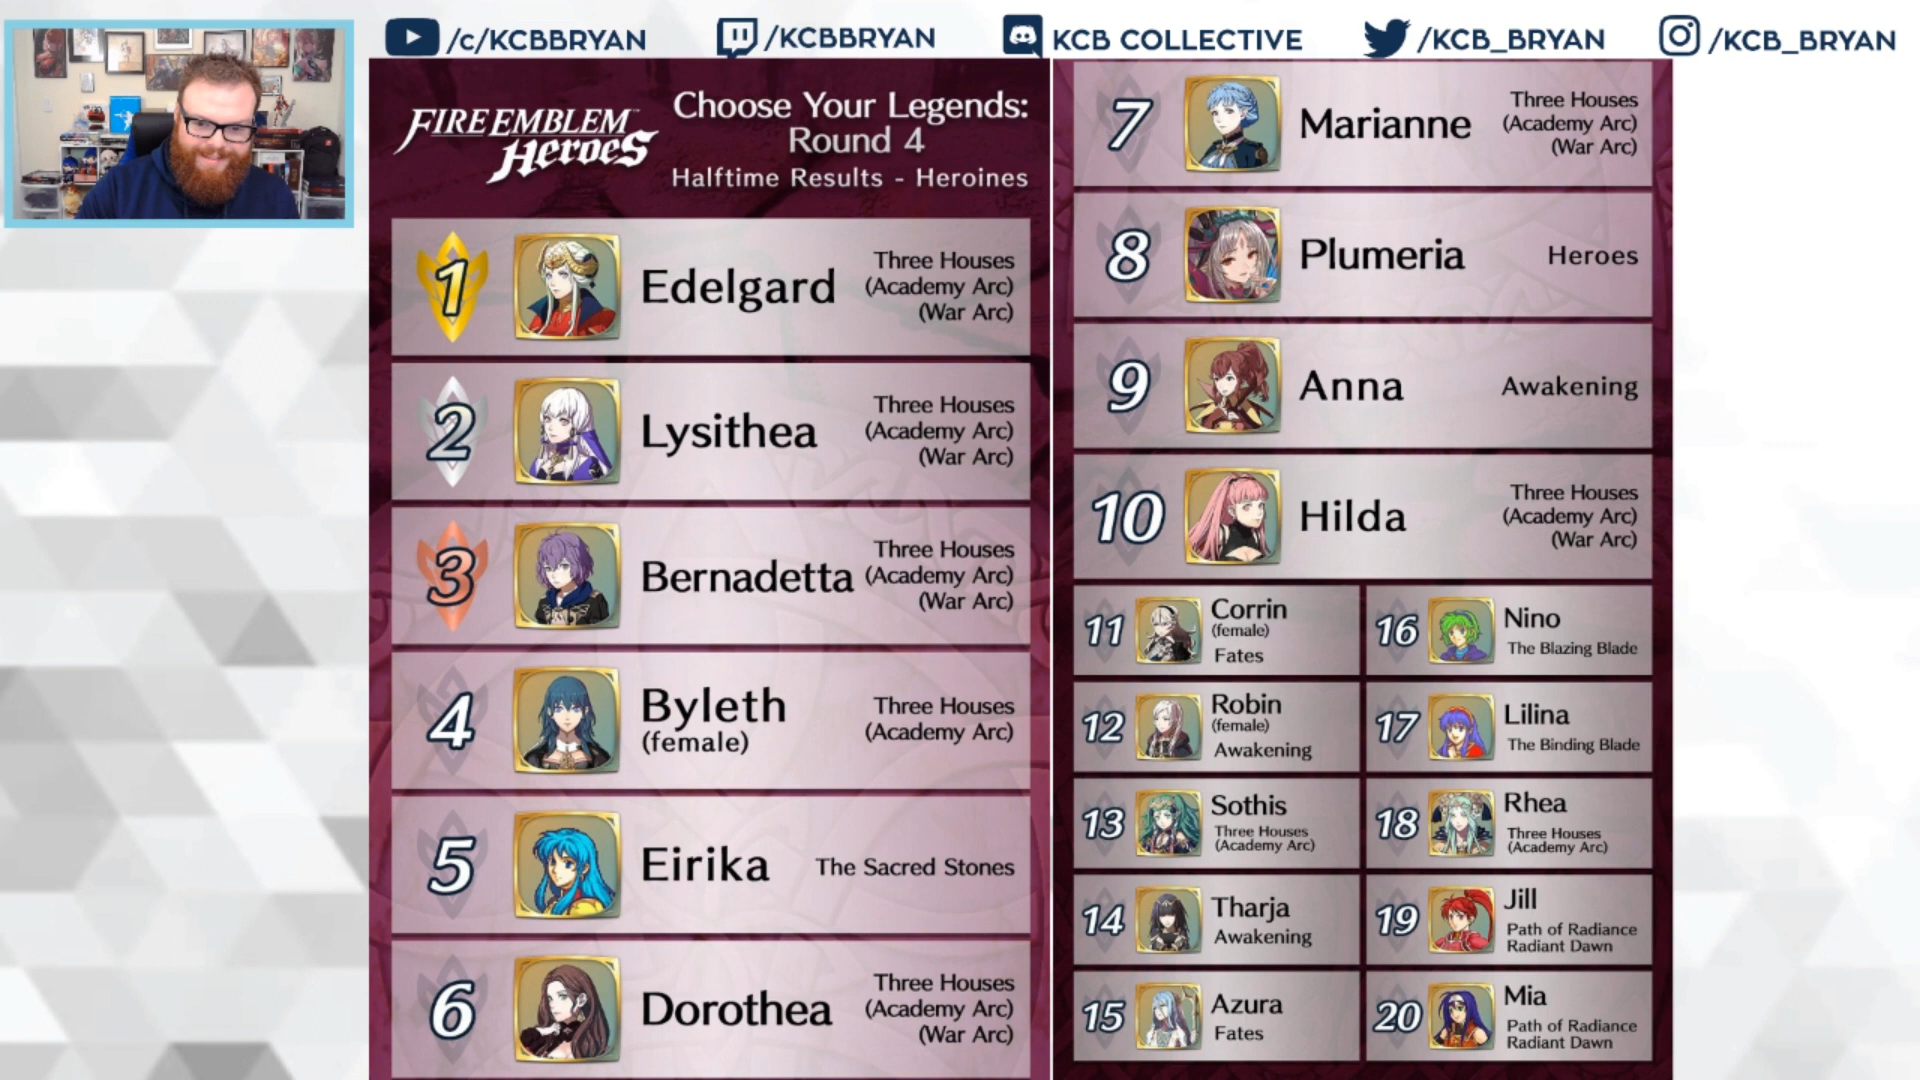 /c/KCBBRYAN
/KCBBRYAN
KCB COLLECTIVE
/KCB_BRYAN
/KCB_BRYAN
FIRE EMBLEM™
Heroes
Choose Your Legends:
Round 4
Halftime Results - Heroines
1
Edelgard
Three Houses
(Academy Arc)
(War Arc)
2
Lysithea
Three Houses
(Academy Arc)
(War Arc)
3
Bernadetta
Three Houses
(Academy Arc)
(War Arc)
4
Byleth
(female)
Three Houses
(Academy Arc)
5
Eirika
The Sacred Stones
6
Dorothea
Three Houses
(Academy Arc)
(War Arc)
7
Marianne
Three Houses
(Academy Arc)
(War Arc)
8
Plumeria
Heroes
9
Anna
Awakening
10
Hilda
Three Houses
(Academy Arc)
(War Arc)
11
Corrin
(female)
Fates
12
Robin
(female)
Awakening
13
Sothis
Three Houses
(Academy Arc)
14
Tharja
Awakening
15
Azura
Fates
16
Nino
The Blazing Blade
17
Lilina
The Binding Blade
18
Rhea
Three Houses
(Academy Arc)
19
Jill
Path of Radiance
Radiant Dawn
20
Mia
Path of Radiance
Radiant Dawn